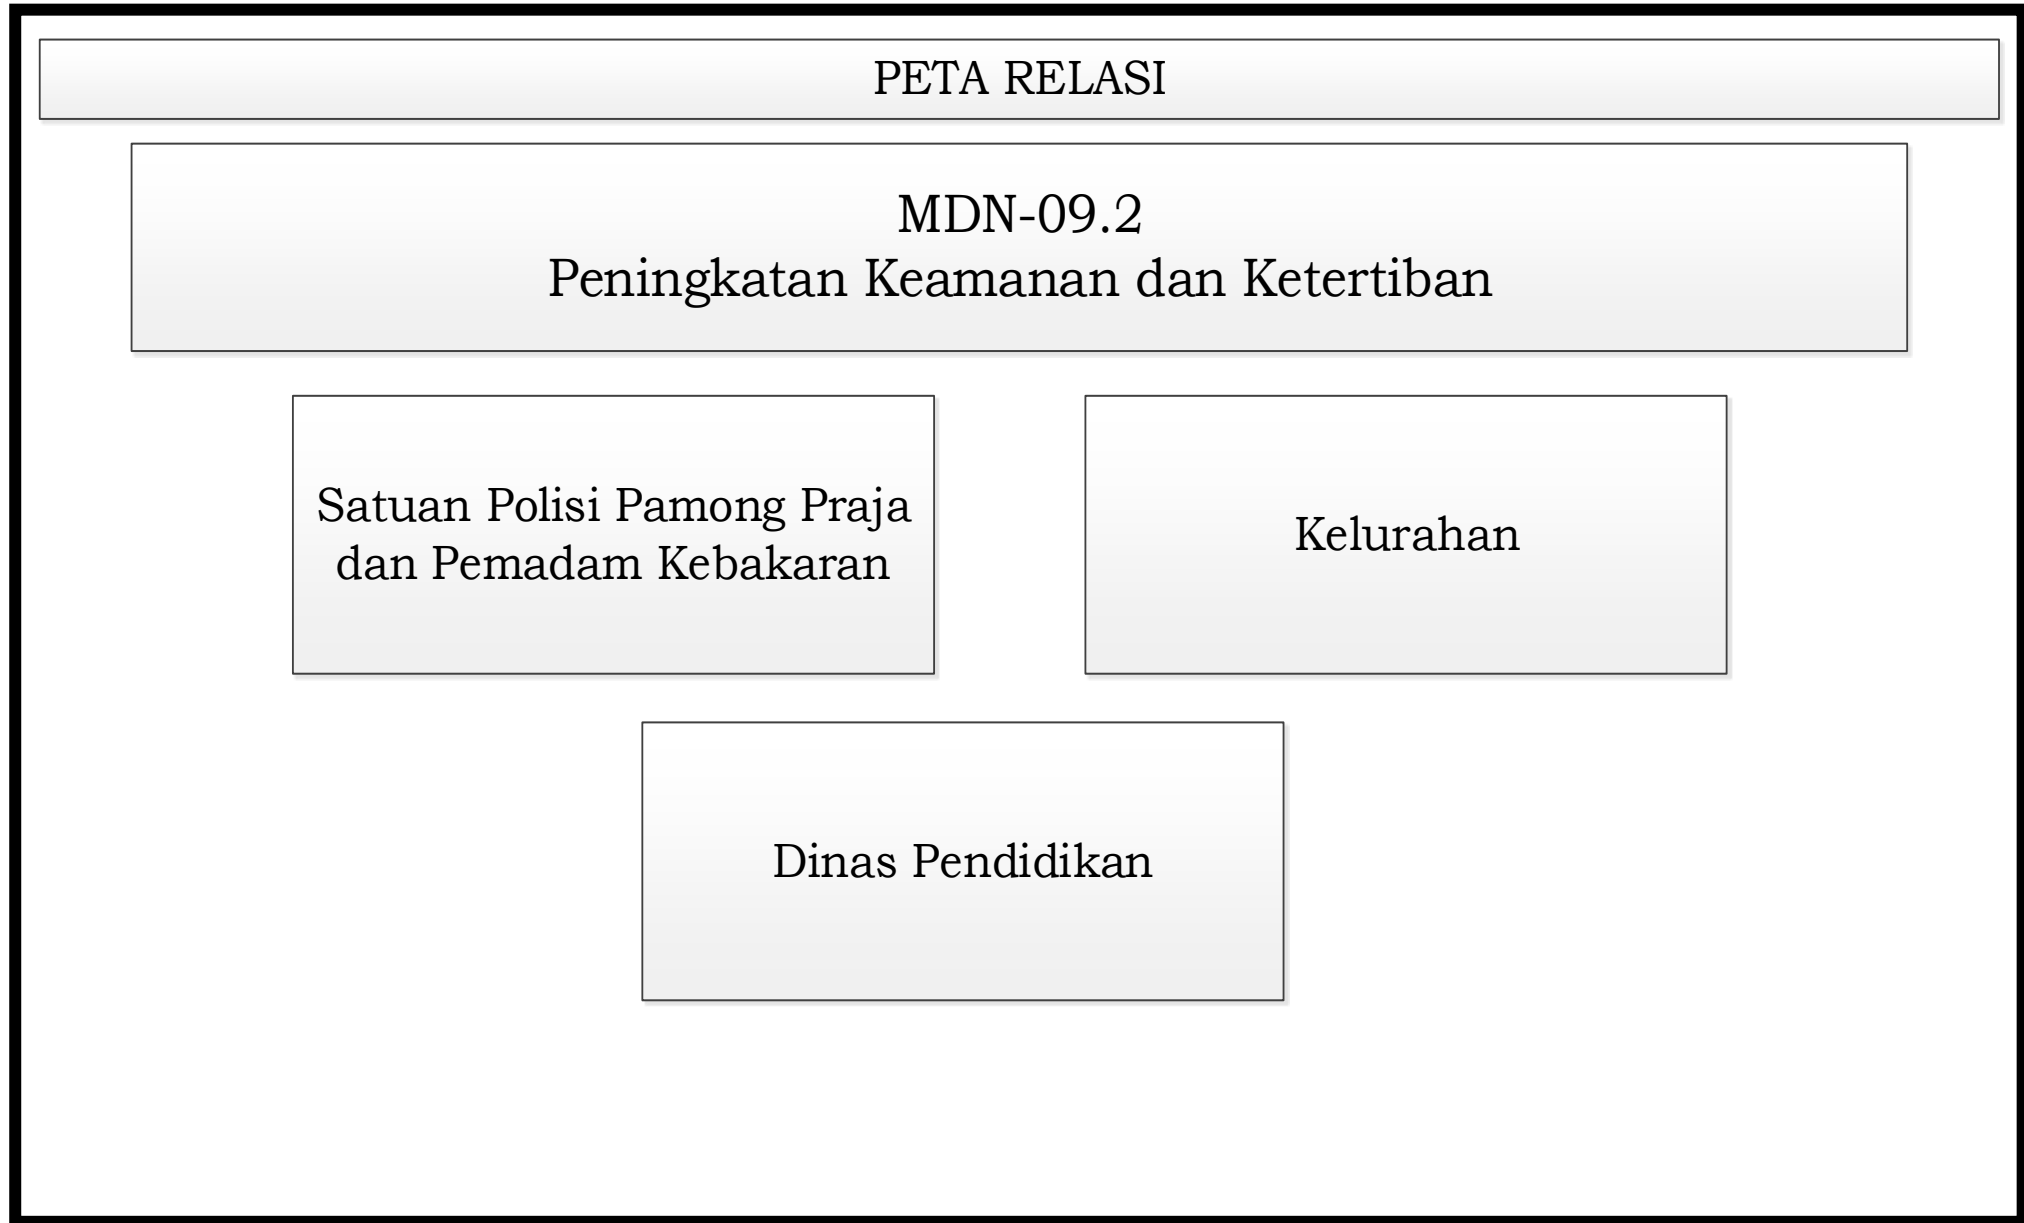 PETA RELASI
MDN-09.2
Peningkatan Keamanan dan Ketertiban
Satuan Polisi Pamong Praja
dan Pemadam Kebakaran
Kelurahan
Dinas Pendidikan